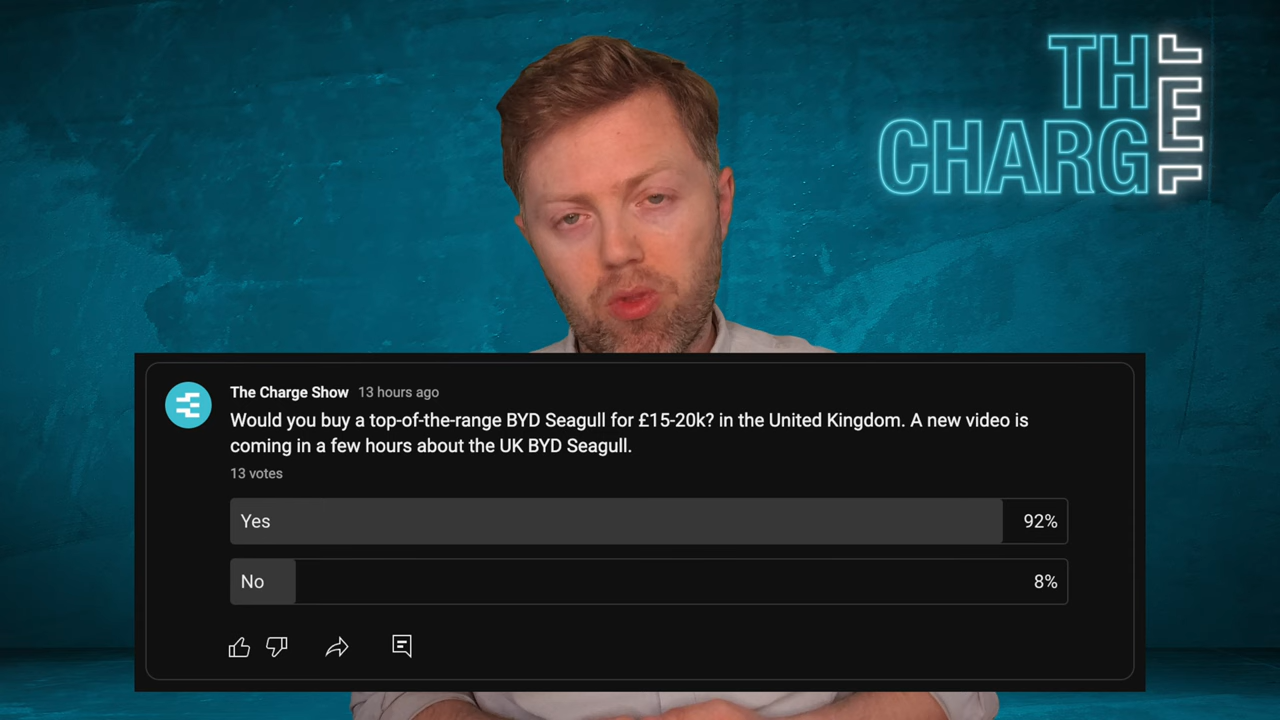 THE
CHARGE
The Charge Show 13 hours ago
Would you buy a top-of-the-range BYD Seagull for £15-20k? in the United Kingdom. A new video is
coming in a few hours about the UK BYD Seagull.
13 votes
Yes 92%
No 8%